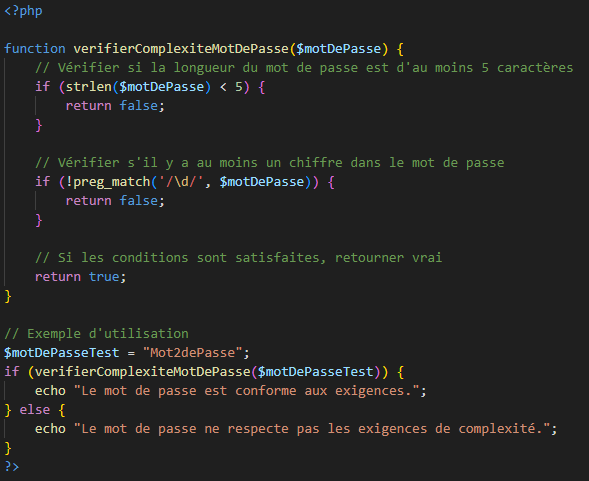 <?php
function verifierComplexiteMotDePasse($motDePasse) {
// Vérifier si la longueur du mot de passe est d'au moins 5 caractères
if (strlen($motDePasse) < 5) {
return false;
}
// Vérifier s'il y a au moins un chiffre dans le mot de passe
if (!preg_match('/\d/', $motDePasse)) {
return false;
}
// Si les conditions sont satisfaites, retourner vrai
return true;
}
// Exemple d'utilisation
$motDePasseTest = "Mot2dePasse";
if (verifierComplexiteMotDePasse($motDePasseTest)) {
echo "Le mot de passe est conforme aux exigences.";
} else {
echo "Le mot de passe ne respecte pas les exigences de complexité.";
}
?>